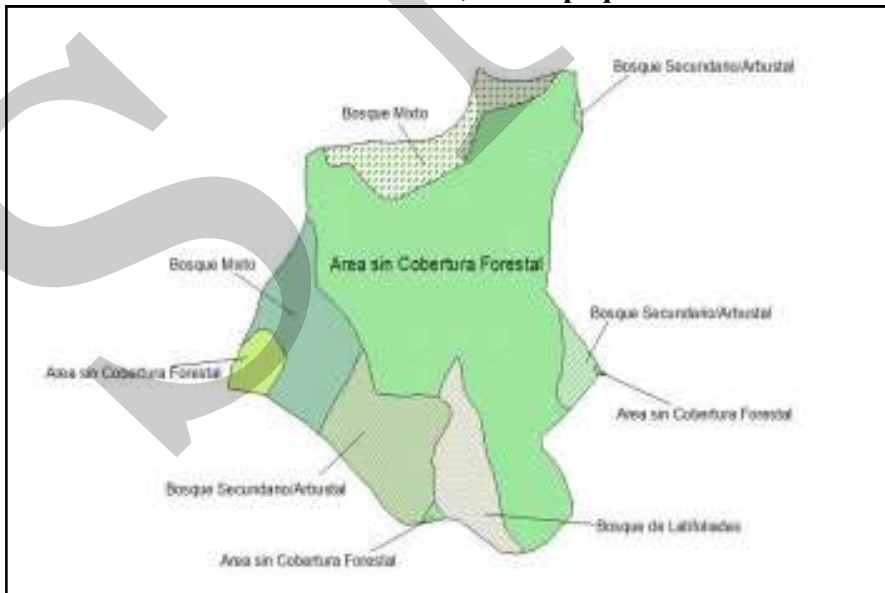 Bosque Secundario/Arbustal
Bosque Mixto
Area sin Cobertura Forestal
Bosque Mixto
Bosque Secundario/Arbustal
Area sin Cobertura Forestal
Area sin Cobertura Forestal
Bosque Secundario/Arbustal
Bosque de Latifoliadas
Area sin Cobertura Forestal